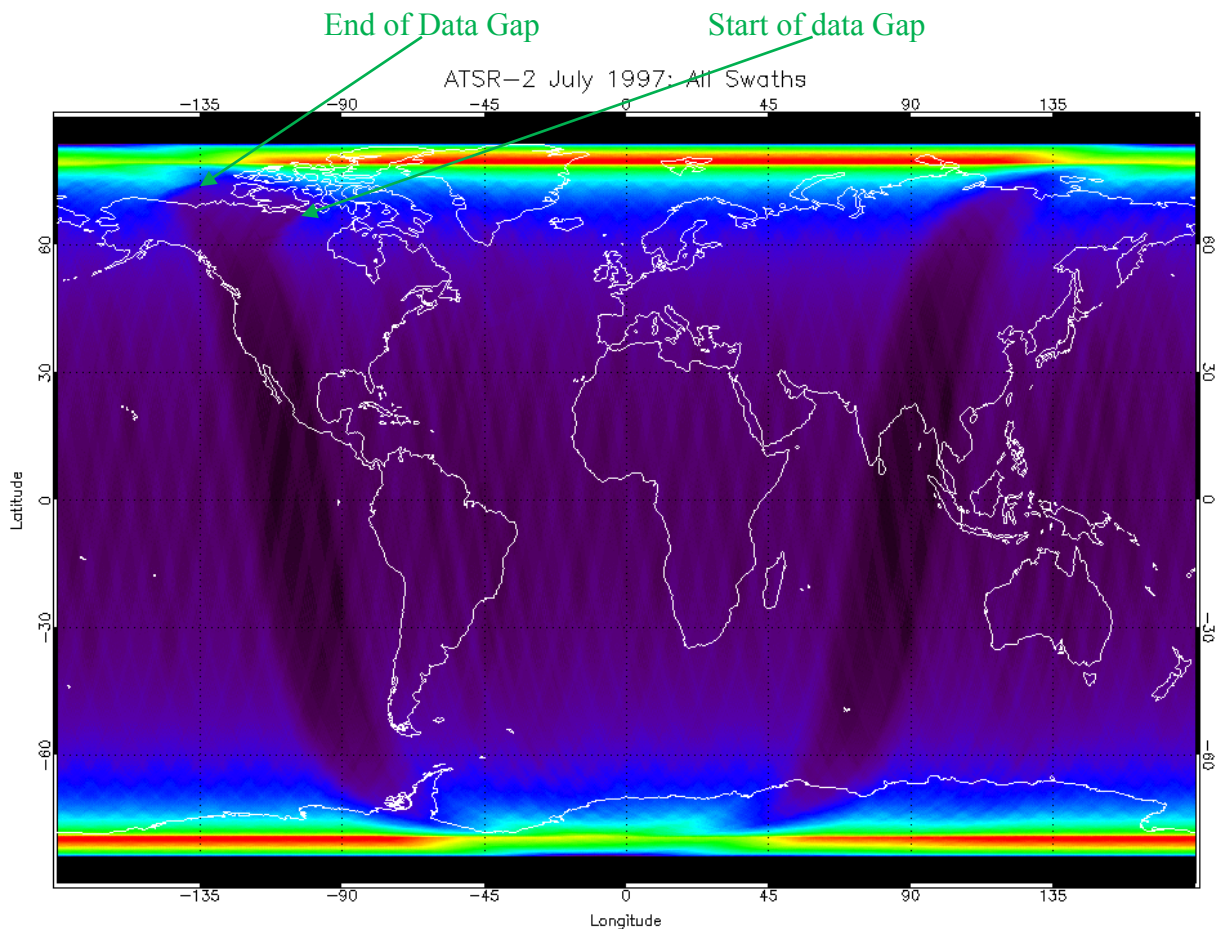 End of Data Gap
Start of data Gap
ATSR-2 July 1997: All Swaths
-135 -90 -45 0 45 90 135
60 60
30 30
Latitude
0 0
-30 -30
-60 -60
-135 -90 -45 0 45 90 135
Longitude